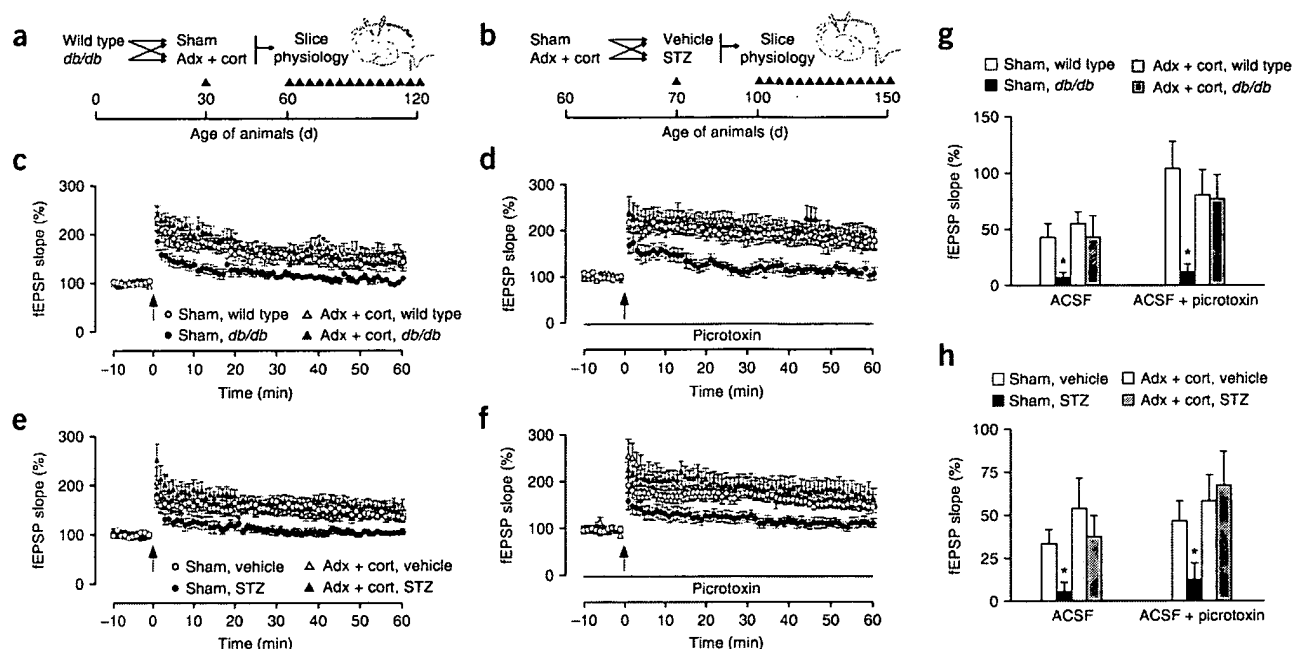 a
Wild type
db/db
Sham
Adx + cort
Slice
physiology
0
30
60
120
Age of animals (d)
b
Sham
Adx + cort
Vehicle
STZ
Slice
physiology
60
70
100
150
Age of animals (d)
c
fEPSP slope (%)
300
200
100
0
Sham, wild type
Adx + cort, wild type
Sham, db/db
Adx + cort, db/db
−10 0 10 20 30 40 50 60
Time (min)
d
fEPSP slope (%)
300
200
100
0
Picrotoxin
−10 0 10 20 30 40 50 60
Time (min)
e
fEPSP slope (%)
300
200
100
0
Sham, vehicle
Adx + cort, vehicle
Sham, STZ
Adx + cort, STZ
−10 0 10 20 30 40 50 60
Time (min)
f
fEPSP slope (%)
300
200
100
0
Picrotoxin
−10 0 10 20 30 40 50 60
Time (min)
g
Sham, wild type
Adx + cort, wild type
Sham, db/db
Adx + cort, db/db
fEPSP slope (%)
150
100
50
0
*
*
ACSF
ACSF + picrotoxin
h
Sham, vehicle
Adx + cort, vehicle
Sham, STZ
Adx + cort, STZ
fEPSP slope (%)
100
75
50
25
0
*
*
ACSF
ACSF + picrotoxin